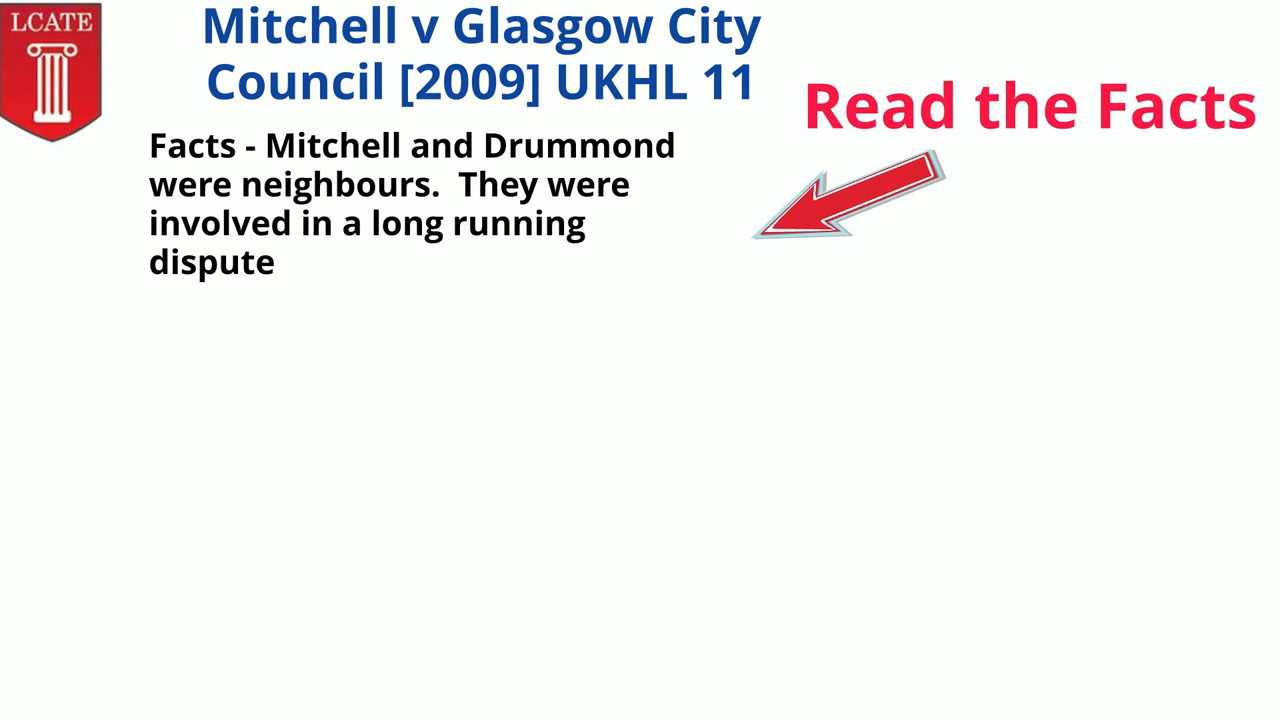 LCATE
Mitchell v Glasgow City
Council [2009] UKHL 11
Read the Facts
Facts - Mitchell and Drummond
were neighbours.  They were
involved in a long running
dispute